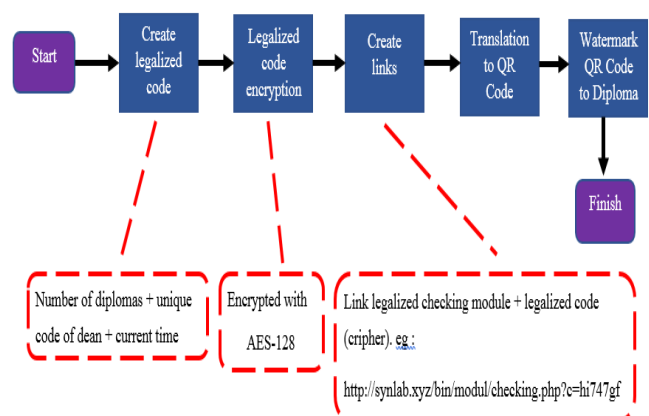 Start
Create
legalized
code
Legalized
code
encryption
Create
links
Translation
to QR
Code
Watermark
QR Code
to Diploma
Finish
Number of diplomas + unique
code of dean + current time
Encrypted with
AES-128
Link legalized checking module + legalized code
(cripher). eg :
http://synlab.xyz/bin/modul/checking.php?c=hi747gf